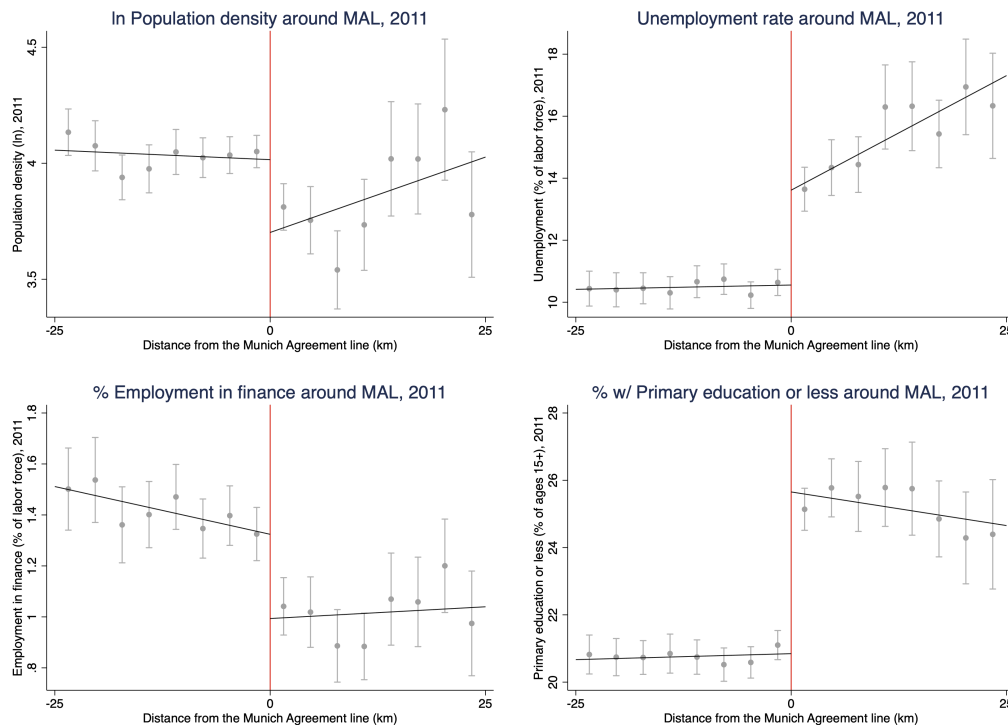 ln Population density around MAL, 2011
Population density (ln), 2011
4.5
4
3.5
-25 0 25
Distance from the Munich Agreement line (km)
Unemployment rate around MAL, 2011
Unemployment (% of labor force), 2011
18
16
14
12
10
-25 0 25
Distance from the Munich Agreement line (km)
% Employment in finance around MAL, 2011
Employment in finance (% of labor force), 2011
1.8
1.6
1.4
1.2
1
.8
-25 0 25
Distance from the Munich Agreement line (km)
% w/ Primary education or less around MAL, 2011
Primary education or less (% of ages 15+), 2011
28
26
24
22
20
-25 0 25
Distance from the Munich Agreement line (km)